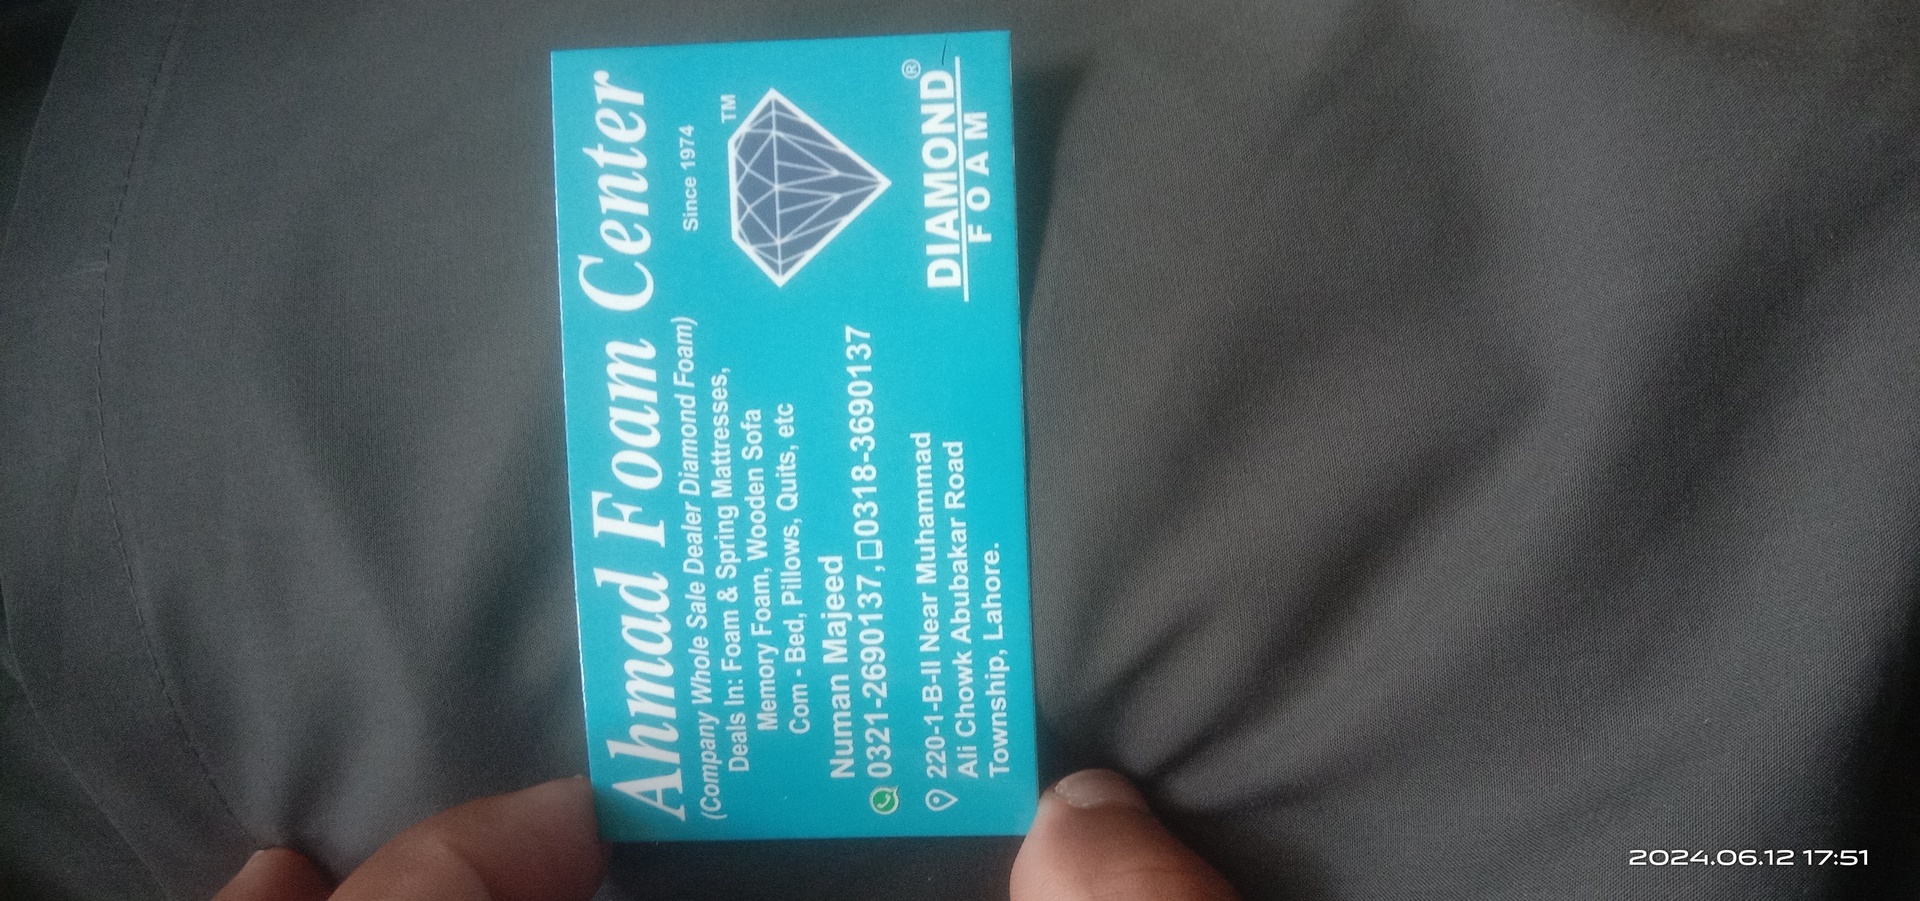 Ahmad Foam Center
(Company Whole Sale Dealer Diamond Foam)
Since 1974
Deals In: Foam & Spring Mattresses,
Memory Foam, Wooden Sofa
Com - Bed, Pillows, Quits, etc
Numan Majeed
0321-2690137, 0318-3690137
220-1-B-II Near Muhammad
Ali Chowk Abubakar Road
Township, Lahore.
TM
DIAMOND®
FOAM
2024.06.12 17:51